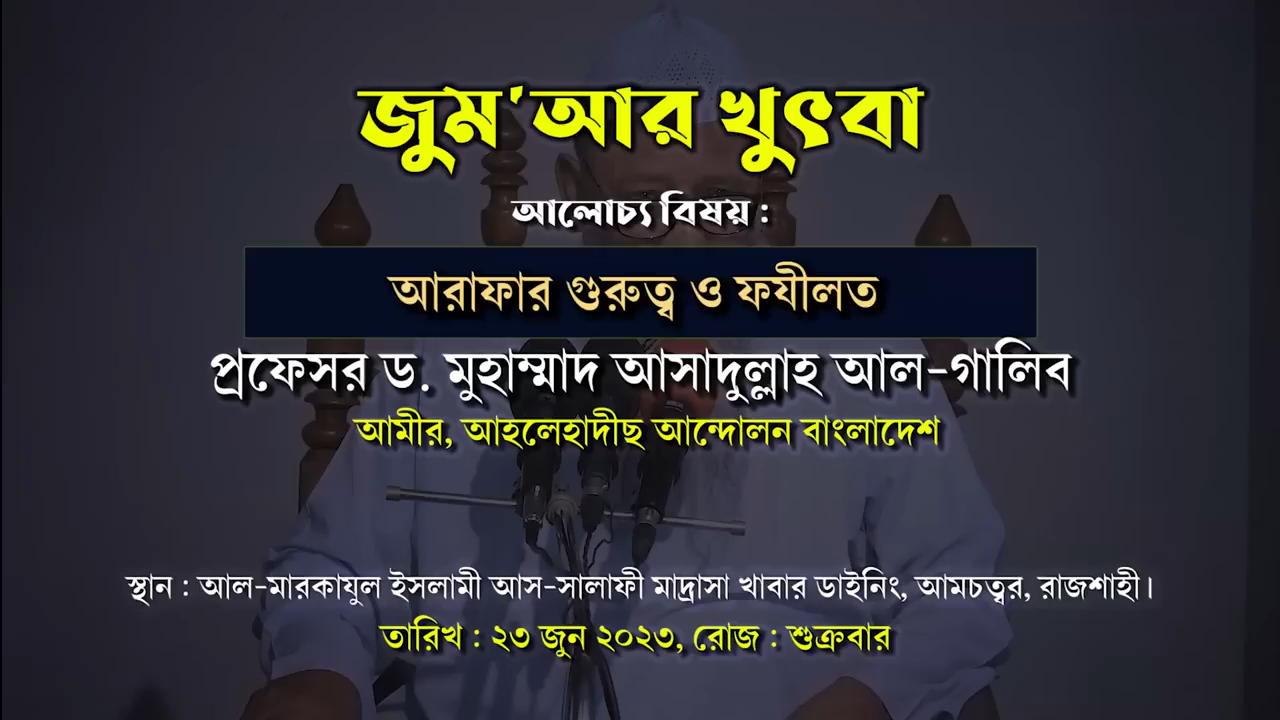 জুম'আর খুৎবা
আলোচ্য বিষয় :
আরাফার গুরুত্ব ও ফযীলত
প্রফেসর ড. মুহাম্মাদ আসাদুল্লাহ আল-গালিব
আমীর, আহলেহাদীছ আন্দোলন বাংলাদেশ
স্থান : আল-মারকাযুল ইসলামী আস-সালাফী মাদ্রাসা খাবার ডাইনিং, আমচত্বর, রাজশাহী।
তারিখ : ২৩ জুন ২০২৩, রোজ : শুক্রবার